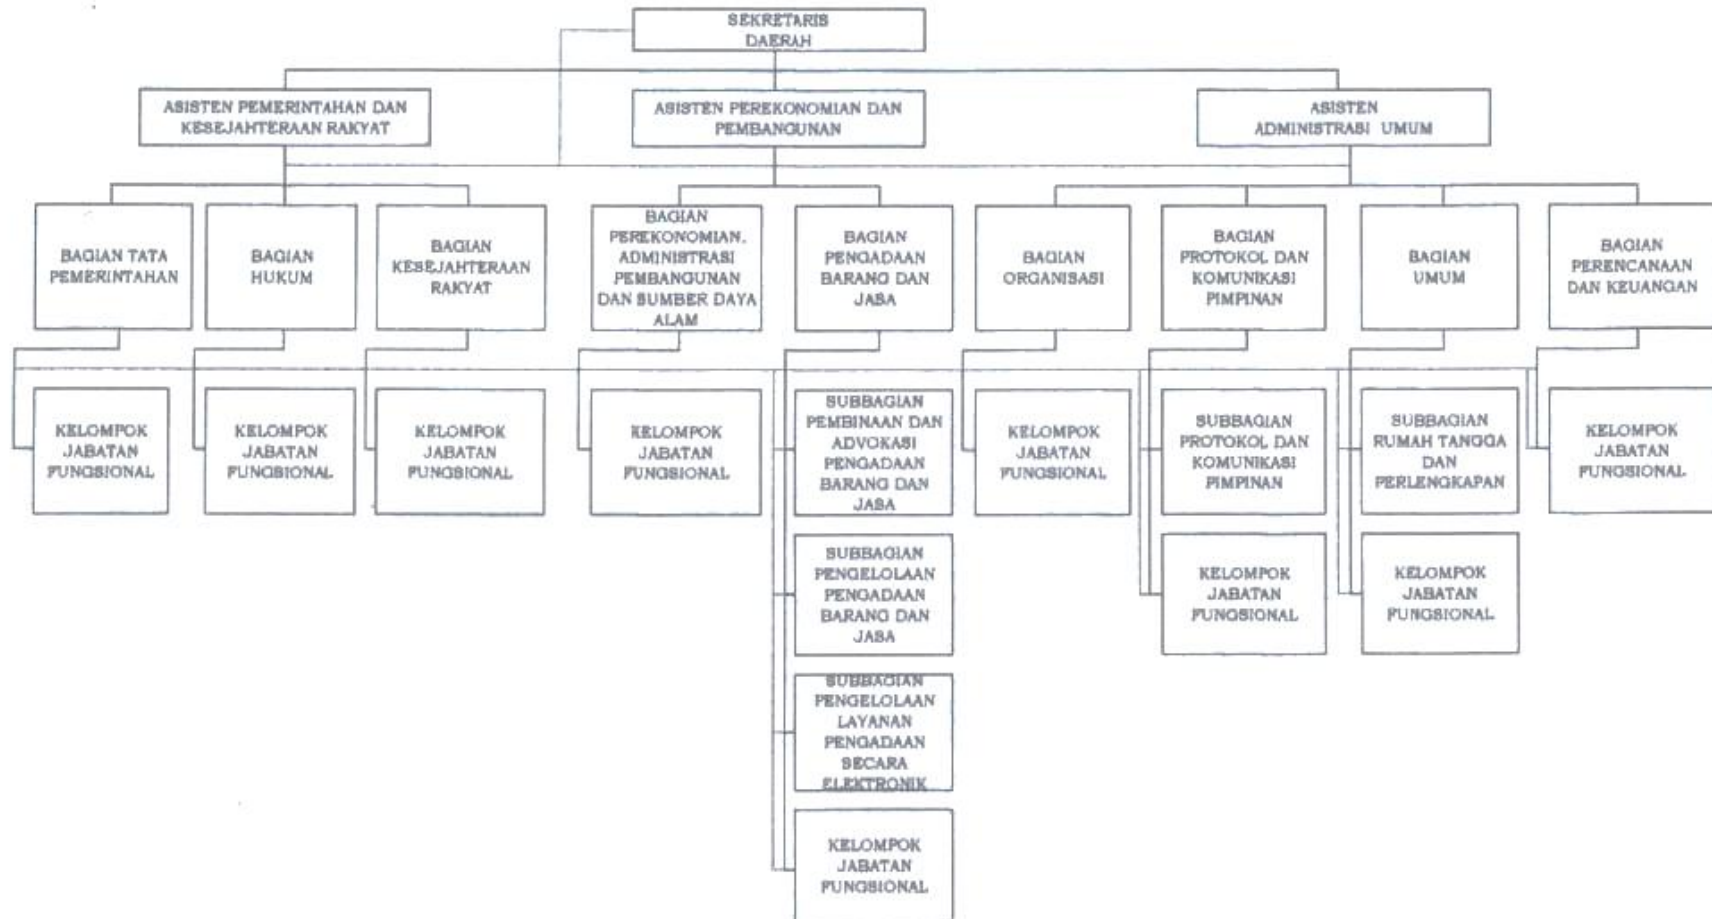 SEKRETARIS
DAERAH
ASISTEN PEMERINTAHAN DAN
KESEJAHTERAAN RAKYAT
ASISTEN PEREKONOMIAN DAN
PEMBANGUNAN
ASISTEN
ADMINISTRASI UMUM
BAGIAN TATA
PEMERINTAHAN
BAGIAN
HUKUM
BAGIAN
KESEJAHTERAAN
RAKYAT
BAGIAN
PEREKONOMIAN,
ADMINISTRASI
PEMBANGUNAN
DAN SUMBER DAYA
ALAM
BAGIAN
PENGADAAN
BARANG DAN
JASA
BAGIAN
ORGANISASI
BAGIAN
PROTOKOL DAN
KOMUNIKASI
PIMPINAN
BAGIAN
UMUM
BAGIAN
PERENCANAAN
DAN KEUANGAN
KELOMPOK
JABATAN
FUNGSIONAL
KELOMPOK
JABATAN
FUNGSIONAL
KELOMPOK
JABATAN
FUNGSIONAL
KELOMPOK
JABATAN
FUNGSIONAL
SUBBAGIAN
PEMBINAAN DAN
ADVOKASI
PENGADAAN
BARANG DAN
JASA
KELOMPOK
JABATAN
FUNGSIONAL
SUBBAGIAN
PROTOKOL DAN
KOMUNIKASI
PIMPINAN
SUBBAGIAN
RUMAH TANGGA
DAN
PERLENGKAPAN
KELOMPOK
JABATAN
FUNGSIONAL
SUBBAGIAN
PENGELOLAAN
PENGADAAN
BARANG DAN
JASA
KELOMPOK
JABATAN
FUNGSIONAL
KELOMPOK
JABATAN
FUNGSIONAL
SUBBAGIAN
PENGELOLAAN
LAYANAN
PENGADAAN
SECARA
ELEKTRONIK
KELOMPOK
JABATAN
FUNGSIONAL